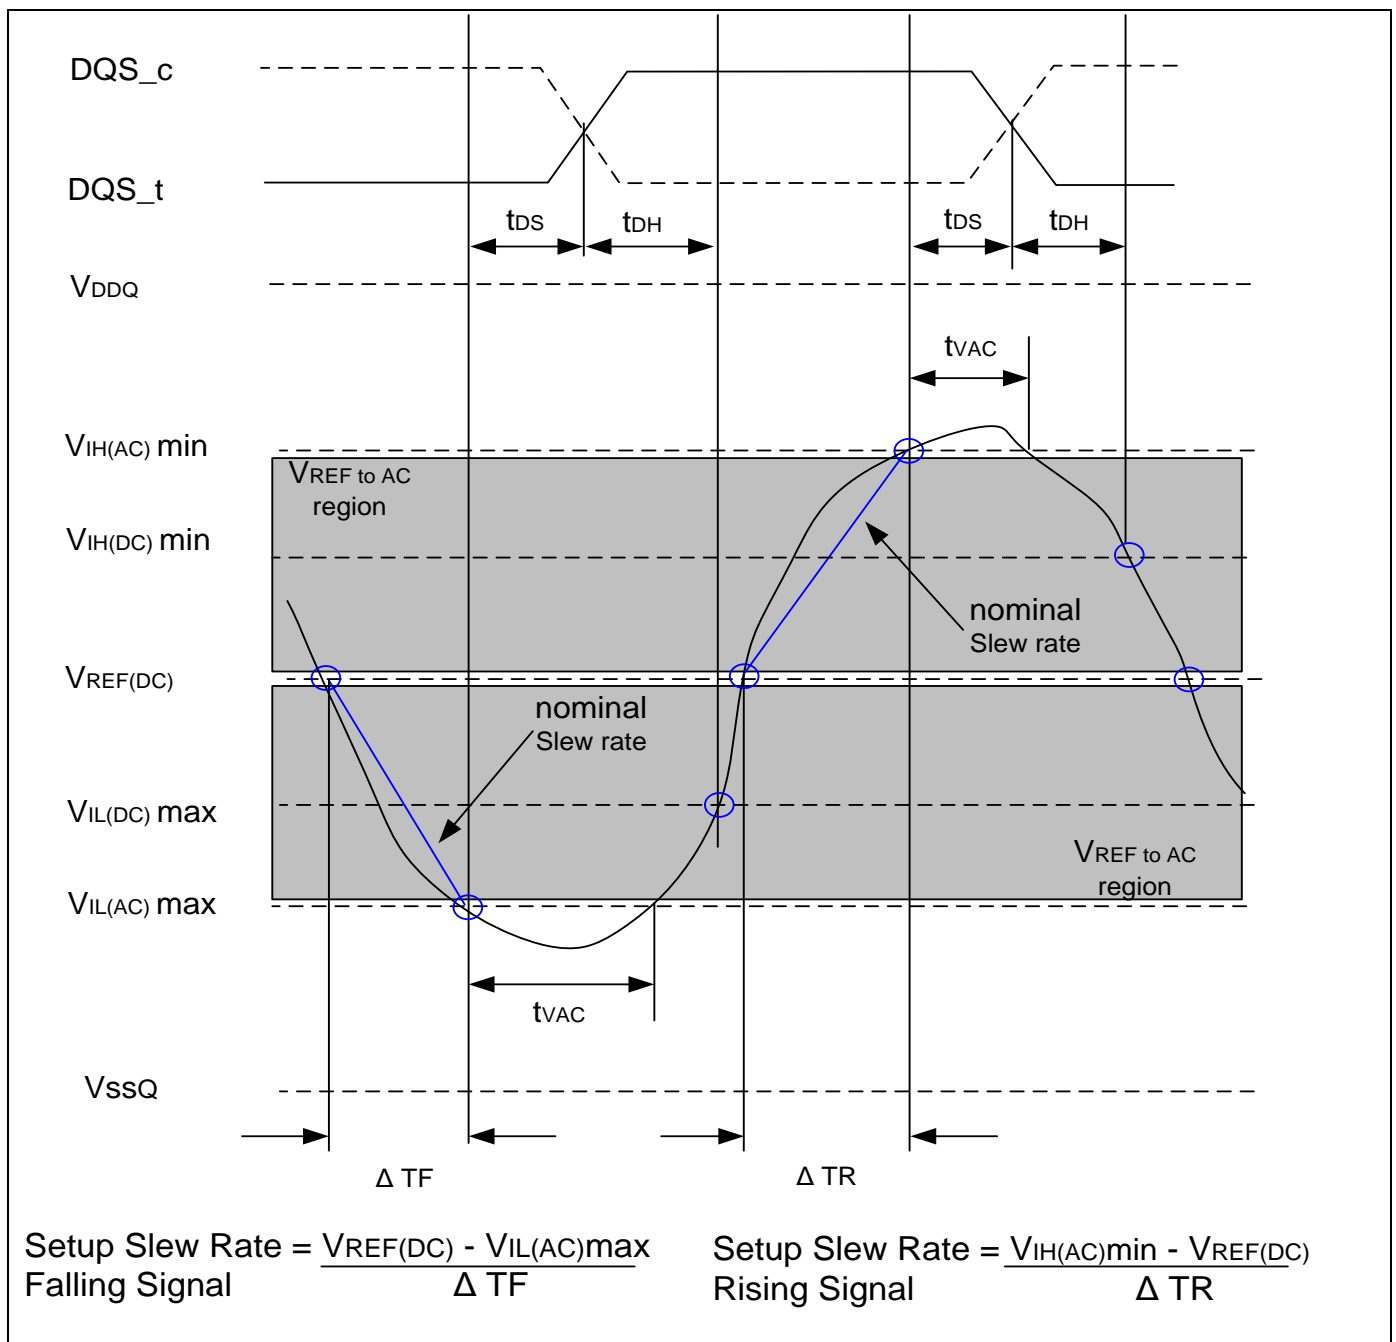 DQS_c
DQS_t
tDS tDH tDS tDH
VDDQ
tVAC
VIH(AC) min
VREF to AC
region
VIH(DC) min
nominal
Slew rate
VREF(DC)
nominal
Slew rate
VIL(DC) max
VREF to AC
region
VIL(AC) max
tVAC
VssQ
Δ TF Δ TR
Setup Slew Rate = VREF(DC) - VIL(AC)max
Falling Signal Δ TF
Setup Slew Rate = VIH(AC)min - VREF(DC)
Rising Signal Δ TR